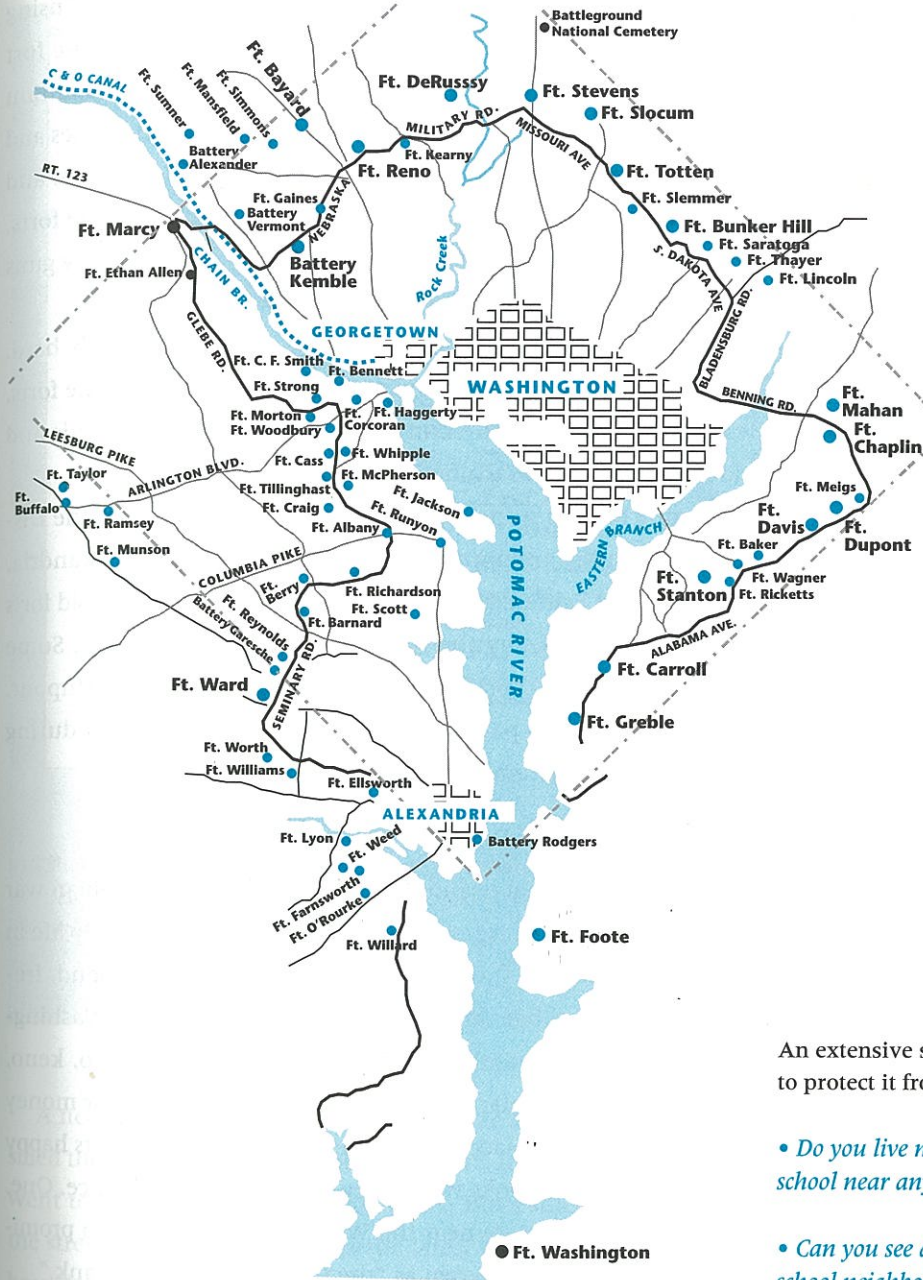 Battleground
National Cemetery
C & O CANAL
Ft. Sumner
Ft. Mansfield
Ft. Simmons
Ft. Bayard
Ft. DeRusssy
Ft. Stevens
Ft. Slocum
MILITARY RD.
MISSOURI AVE
Battery
Alexander
Ft. Kearny
Ft. Reno
Ft. Totten
RT. 123
Ft. Gaines
Battery
Vermont
NEBRASKA
Ft. Slemmer
Ft. Marcy
Ft. Bunker Hill
Ft. Saratoga
Ft. Thayer
Ft. Lincoln
Battery
Kemble
Ft. Ethan Allen
CHAIN BR.
Rock Creek
S. DAKOTA AVE
BLADENSBURG RD.
GLEBE RD.
GEORGETOWN
WASHINGTON
Ft. C. F. Smith
Ft. Bennett
Ft. Strong
BENNING RD.
Ft.
Mahan
Ft. Morton
Ft.
Corcoran
Ft. Haggerty
Ft. Woodbury
Ft.
Chaplin
LEESBURG PIKE
ARLINGTON BLVD.
Ft. Cass
Ft. Whipple
Ft. Taylor
Ft. McPherson
Ft. Tillinghast
Ft.
Buffalo
Ft. Ramsey
Ft. Craig
Ft. Jackson
Ft. Meigs
Ft. Albany
Ft. Runyon
Ft.
Davis
Ft.
Dupont
POTOMAC RIVER
EASTERN BRANCH
Ft. Munson
COLUMBIA PIKE
Ft. Baker
Ft.
Berry
Ft. Richardson
Ft.
Stanton
Ft. Wagner
Ft. Ricketts
Ft. Scott
Ft. Barnard
Ft. Reynolds
Battery Garesche
ALABAMA AVE.
SEMINARY RD.
Ft. Ward
Ft. Carroll
Ft. Greble
Ft. Worth
Ft. Williams
Ft. Ellsworth
ALEXANDRIA
Ft. Lyon
Ft. Weed
Battery Rodgers
Ft. Farnsworth
Ft. O'Rourke
Ft. Willard
Ft. Foote
An extensive
to protect it
• Do you live
school near
• Can you see
school
Ft. Washington